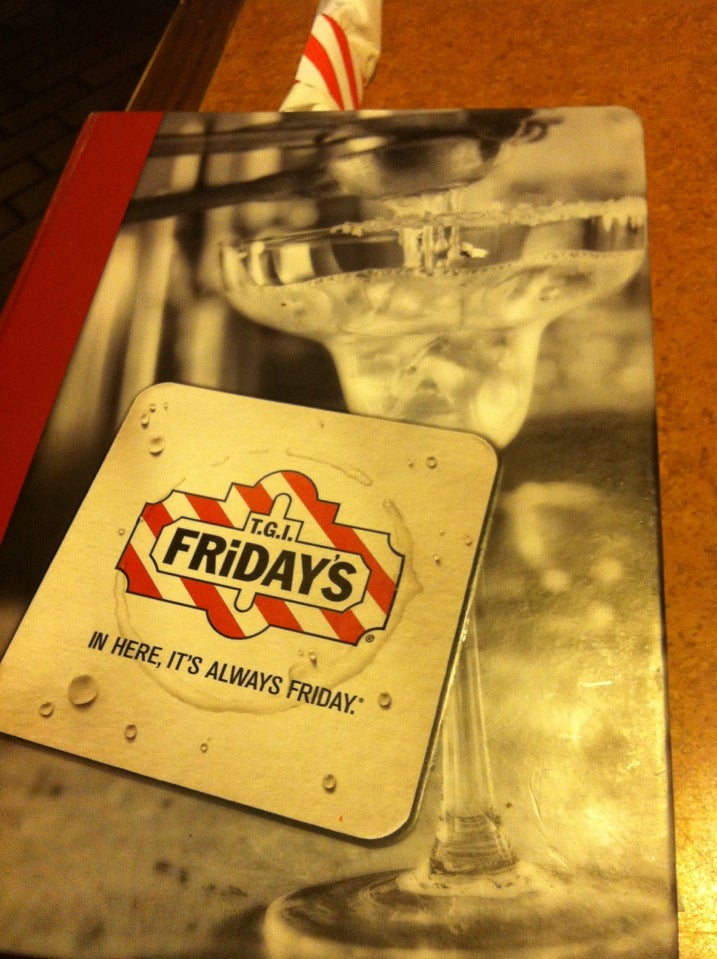 T.G.I.
FRiDAY'S
IN HERE, IT'S ALWAYS FRIDAY.®